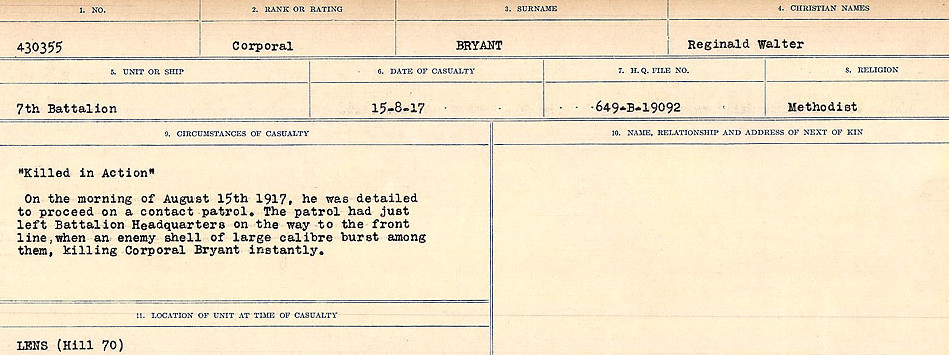 1. NO. 2. RANK OR RATING 3. SURNAME 4. CHRISTIAN NAMES
430355 Corporal BRYANT Reginald Walter
5. UNIT OR SHIP 6. DATE OF CASUALTY 7. H.Q. FILE NO. 8. RELIGION
7th Battalion 15-8-17 649-B-19092 Methodist
9. CIRCUMSTANCES OF CASUALTY 10. NAME, RELATIONSHIP AND ADDRESS OF NEXT OF KIN
"Killed in Action"
On the morning of August 15th 1917, he was detailed
to proceed on a contact patrol. The patrol had just
left Battalion Headquarters on the way to the front
line, when an enemy shell of large calibre burst among
them, killing Corporal Bryant instantly.
11. LOCATION OF UNIT AT TIME OF CASUALTY
LENS (Hill 70)